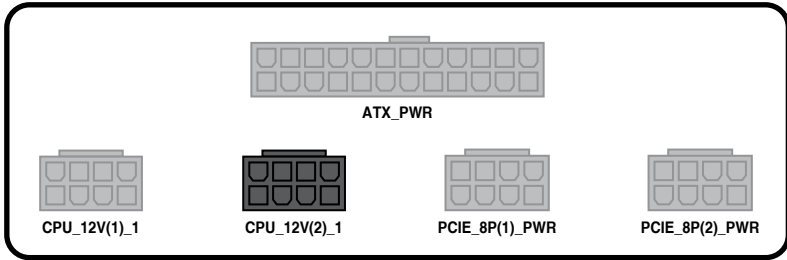 ATX_PWR
CPU_12V(1)_1
CPU_12V(2)_1
PCIE_8P(1)_PWR
PCIE_8P(2)_PWR